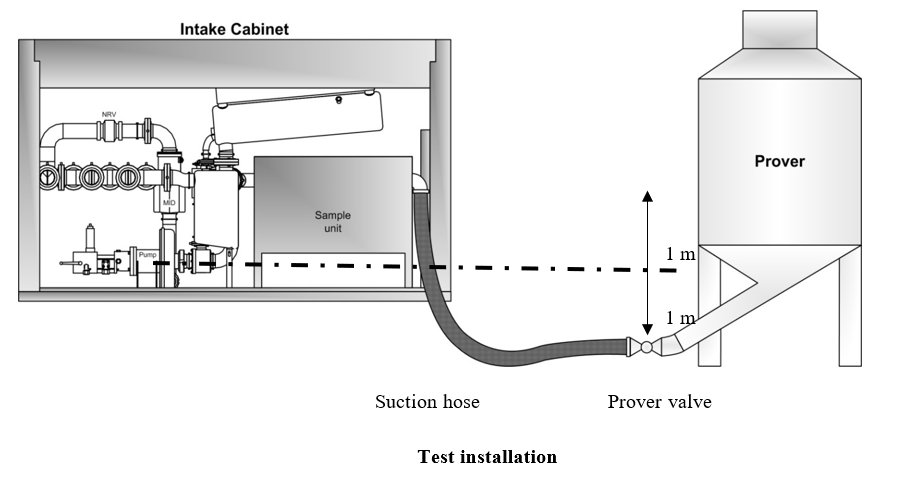 Intake Cabinet
NRV
Prover
MID
Sample
unit
Pump
1 m
1 m
Suction hose
Prover valve
Test installation